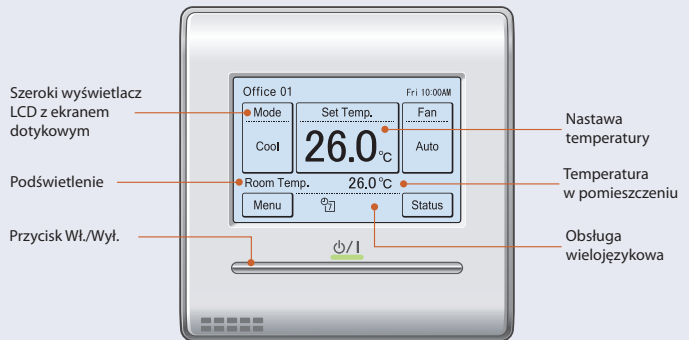 Szeroki wyświetlacz
LCD z ekranem
dotykowym
Podświetlenie
Przycisk Wł./Wył.
Office 01
Fri 10:00AM
Mode
Set Temp.
Fan
Cool
26.0°C
Auto
Room Temp.
26.0°C
Menu
7
Status
Nastawa
temperatury
Temperatura
w pomieszczeniu
Obsługa
wielojęzykowa